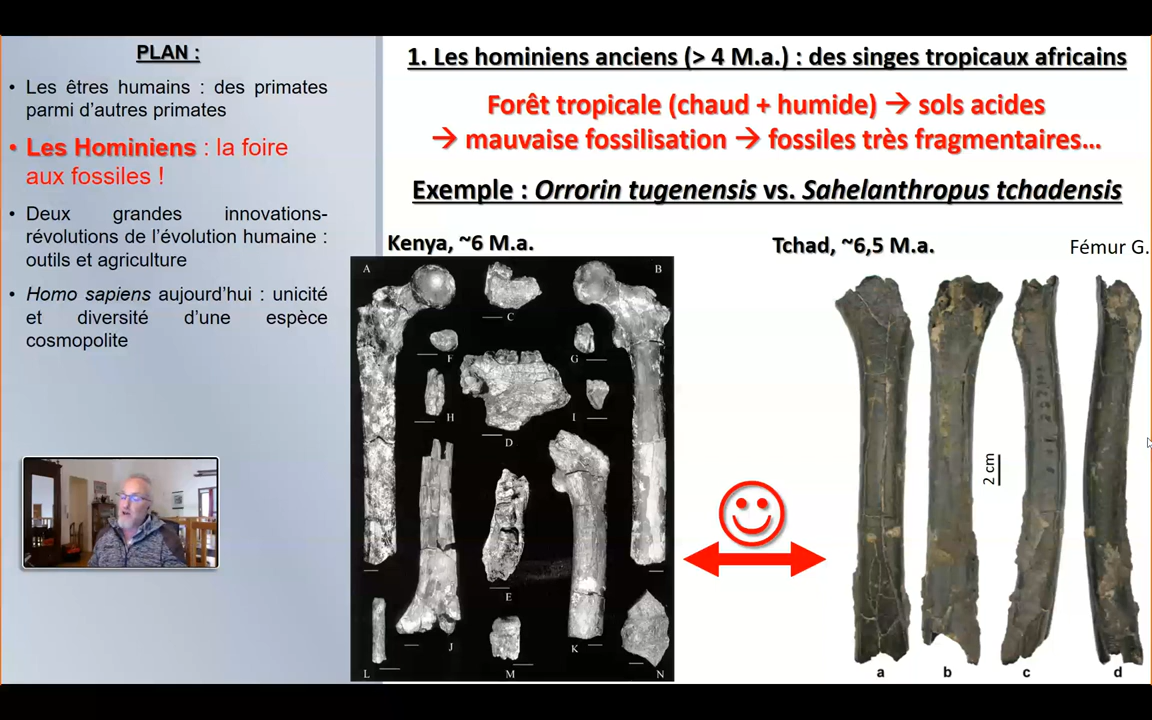 PLAN :
• Les êtres humains : des primates
parmi d'autres primates
• Les Hominiens : la foire
aux fossiles !
• Deux grandes innovations-
révolutions de l'évolution humaine :
outils et agriculture
• Homo sapiens aujourd'hui : unicité
et diversité d'une espèce
cosmopolite
1. Les hominiens anciens (> 4 M.a.) : des singes tropicaux africains
Forêt tropicale (chaud + humide) → sols acides
→ mauvaise fossilisation → fossiles très fragmentaires…
Exemple : Orrorin tugenensis vs. Sahelanthropus tchadensis
Kenya, ~6 M.a.
Tchad, ~6,5 M.a.
Fémur G.
A
B
C
F
G
H
D
I
E
J
K
L
M
N
2 cm
a
b
c
d